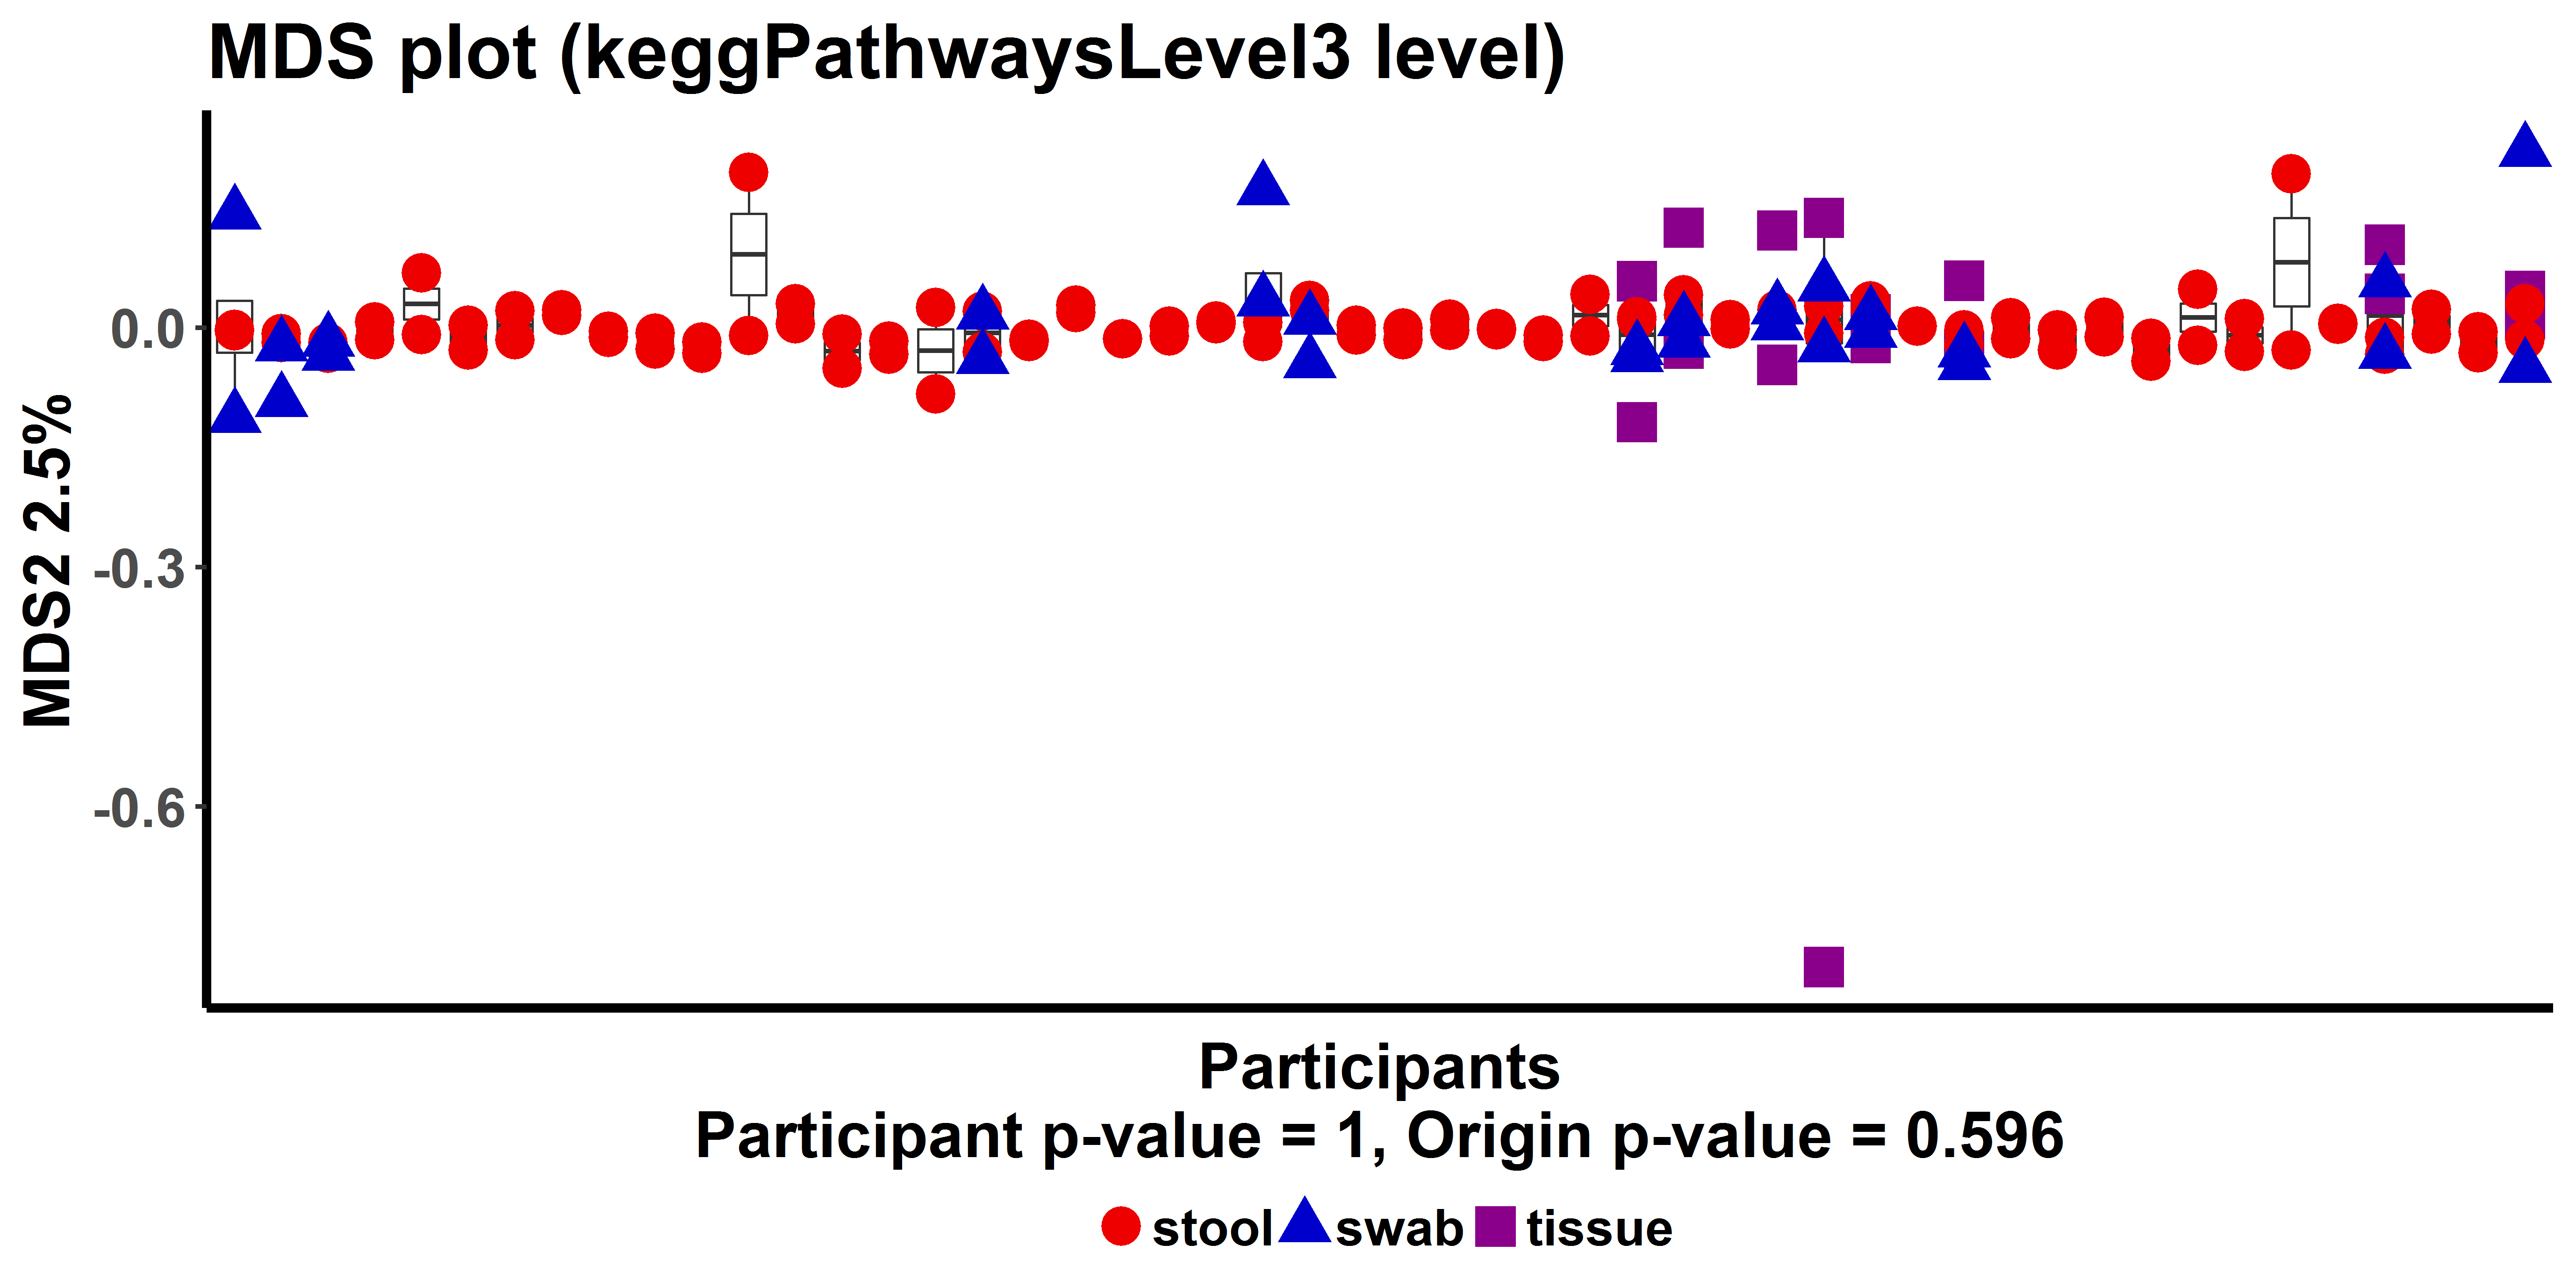 MDS plot (keggPathwaysLevel3 level)
MDS2 2.5%
0.0
-0.3
-0.6
Participants
Participant p-value = 1, Origin p-value = 0.596
stool swab tissue